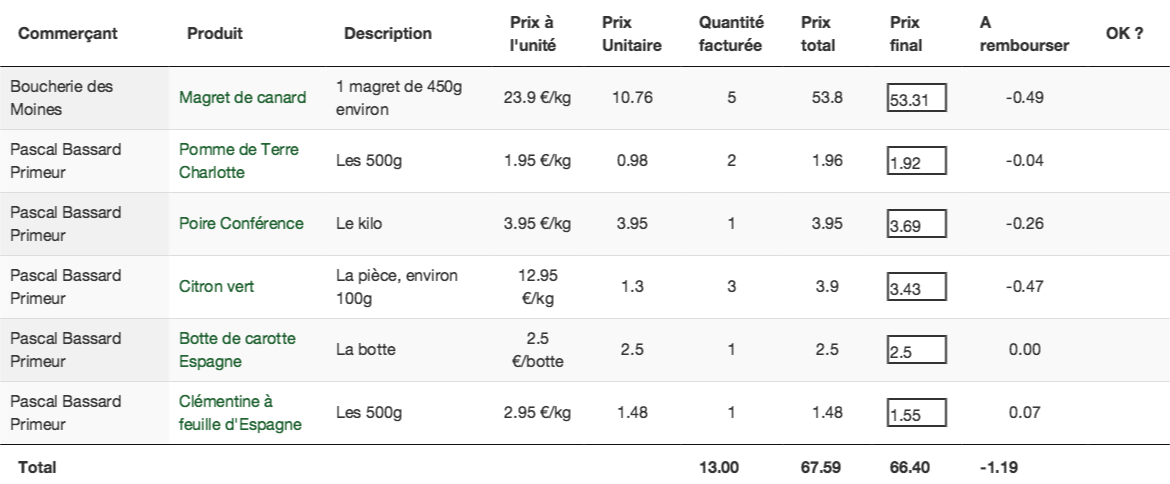 Commerçant Produit Description Prix à l'unité Prix Unitaire Quantité facturée Prix total Prix final A rembourser OK ?
Boucherie des Moines Magret de canard 1 magret de 450g environ 23.9 €/kg 10.76 5 53.8 53.31 -0.49
Pascal Bassard Primeur Pomme de Terre Charlotte Les 500g 1.95 €/kg 0.98 2 1.96 1.92 -0.04
Pascal Bassard Primeur Poire Conférence Le kilo 3.95 €/kg 3.95 1 3.95 3.69 -0.26
Pascal Bassard Primeur Citron vert La pièce, environ 100g 12.95 €/kg 1.3 3 3.9 3.43 -0.47
Pascal Bassard Primeur Botte de carotte Espagne La botte 2.5 €/botte 2.5 1 2.5 2.5 0.00
Pascal Bassard Primeur Clémentine à feuille d'Espagne Les 500g 2.95 €/kg 1.48 1 1.48 1.55 0.07
Total 13.00 67.59 66.40 -1.19